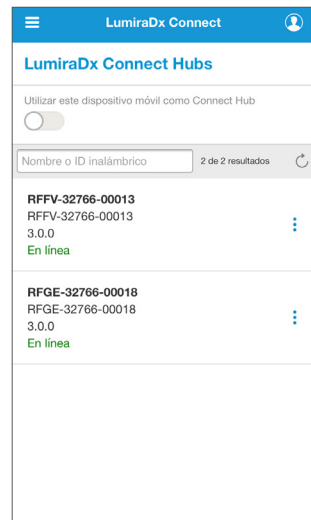 LumiraDx Connect
LumiraDx Connect Hubs
Utilizar este dispositivo móvil como Connect Hub
Nombre o ID inalámbrico
2 de 2 resultados
RFFV-32766-00013
RFFV-32766-00013
3.0.0
En línea
RFGE-32766-00018
RFGE-32766-00018
3.0.0
En línea